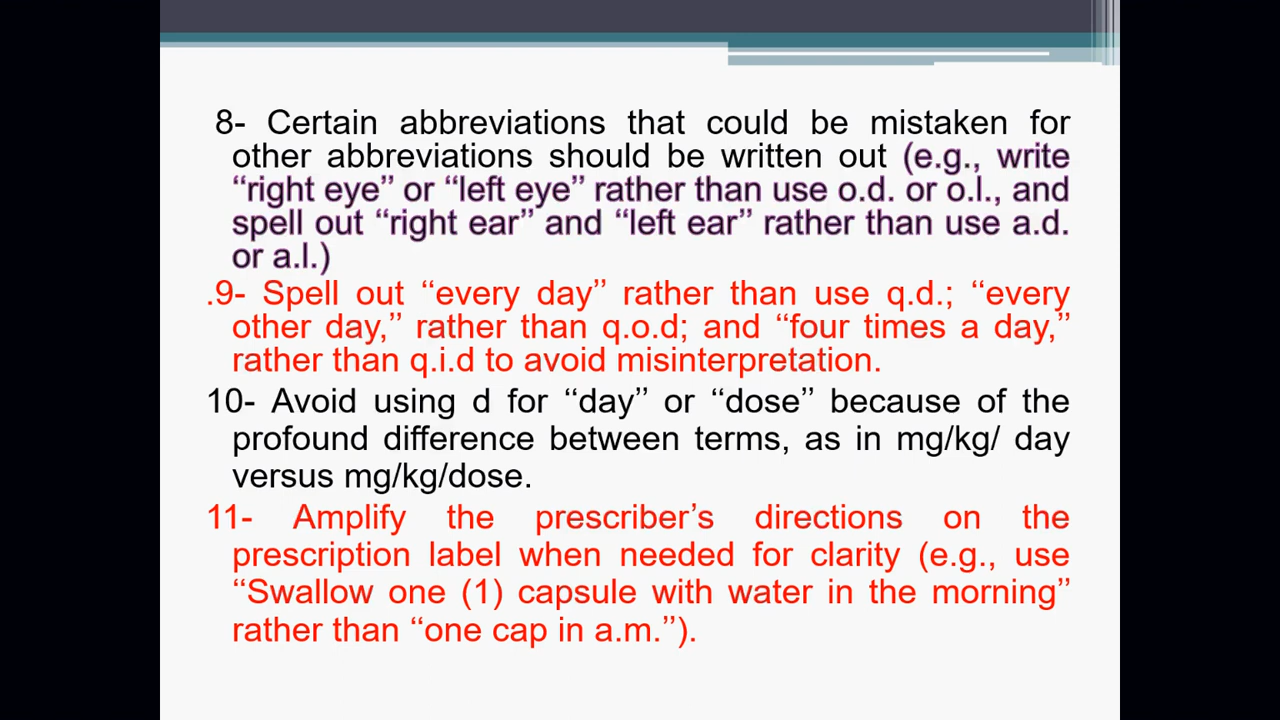 8- Certain abbreviations that could be mistaken for
other abbreviations should be written out (e.g., write
‘‘right eye’’ or ‘‘left eye’’ rather than use o.d. or o.l., and
spell out ‘‘right ear’’ and ‘‘left ear’’ rather than use a.d.
or a.l.)
.9- Spell out ‘‘every day’’ rather than use q.d.; ‘‘every
other day,’’ rather than q.o.d; and ‘‘four times a day,’’
rather than q.i.d to avoid misinterpretation.
10- Avoid using d for ‘‘day’’ or ‘‘dose’’ because of the
profound difference between terms, as in mg/kg/ day
versus mg/kg/dose.
11- Amplify the prescriber’s directions on the
prescription label when needed for clarity (e.g., use
‘‘Swallow one (1) capsule with water in the morning’’
rather than ‘‘one cap in a.m.’’).